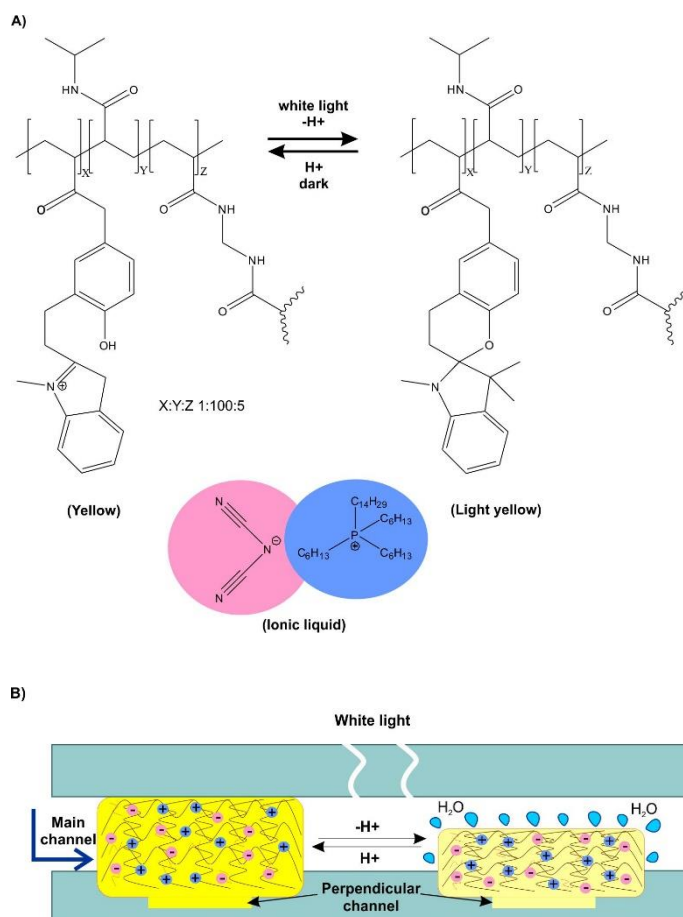 A)
HN
O
X
Y
Z
O
O
NH
NH
O
OH
N
⊕
X:Y:Z 1:100:5
(Yellow)
white light
-H+
H+
dark
HN
O
X
Y
Z
O
O
NH
NH
O
O
N
(Light yellow)
N
N
⊖
N
C14H29
C6H13
P
⊕
C6H13
C6H13
(Ionic liquid)
B)
White light
Main
channel
-H+
H+
H2O
H2O
Perpendicular
channel